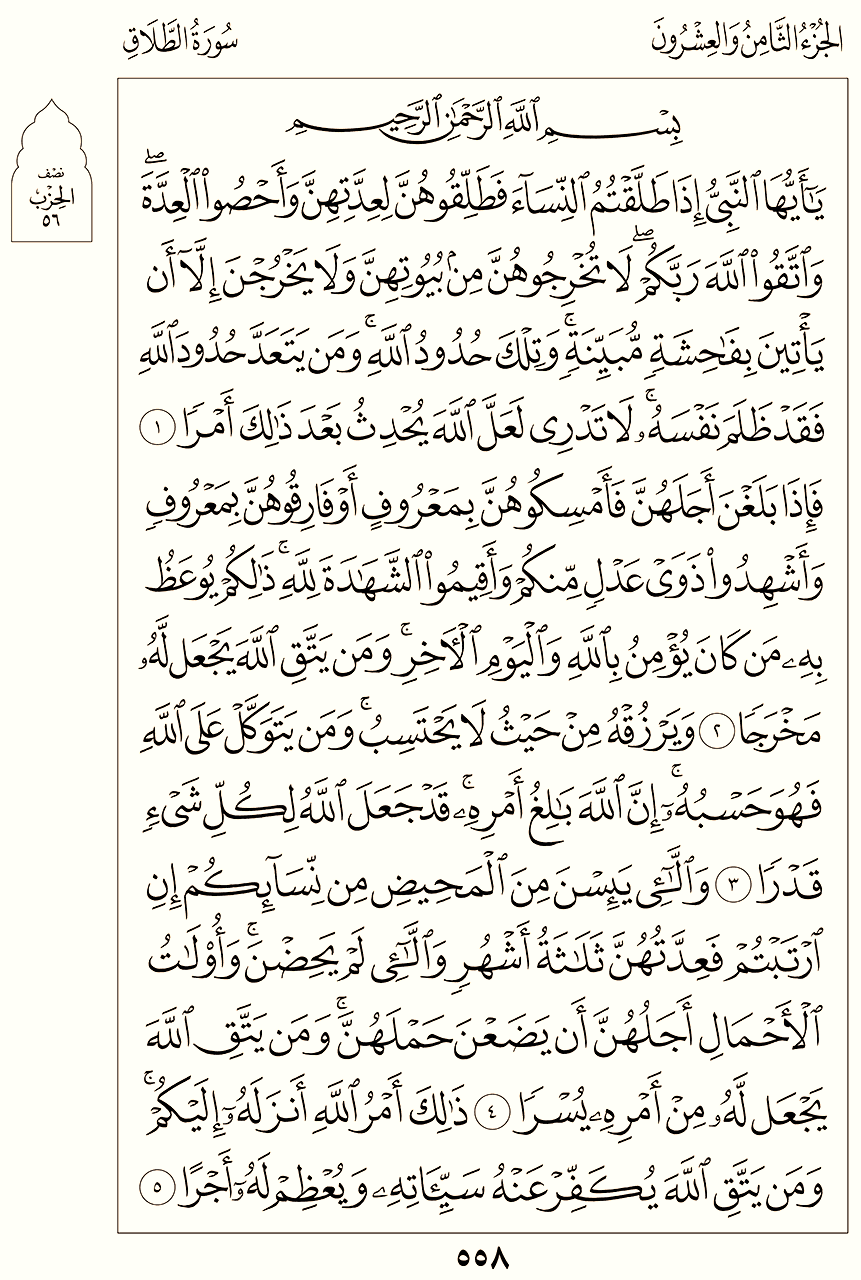 الجُزْءُ الثَّامِنُ وَالعِشْرُونَ
سُورَةُ الطَّلَاقِ
نصف
الحِزْب
٥٦
بِسْمِ ٱللَّهِ ٱلرَّحْمَٰنِ ٱلرَّحِيمِ
يَـٰٓأَيُّهَا ٱلنَّبِىُّ إِذَا طَلَّقْتُمُ ٱلنِّسَآءَ فَطَلِّقُوهُنَّ لِعِدَّتِهِنَّ وَأَحْصُوا۟ ٱلْعِدَّةَ ۖ
وَٱتَّقُوا۟ ٱللَّهَ رَبَّكُمْ ۖ لَا تُخْرِجُوهُنَّ مِنۢ بُيُوتِهِنَّ وَلَا يَخْرُجْنَ إِلَّآ أَن
يَأْتِينَ بِفَـٰحِشَةٍ مُّبَيِّنَةٍ ۚ وَتِلْكَ حُدُودُ ٱللَّهِ ۚ وَمَن يَتَعَدَّ حُدُودَ ٱللَّهِ
فَقَدْ ظَلَمَ نَفْسَهُۥ ۚ لَا تَدْرِى لَعَلَّ ٱللَّهَ يُحْدِثُ بَعْدَ ذَٰلِكَ أَمْرًا ١
فَإِذَا بَلَغْنَ أَجَلَهُنَّ فَأَمْسِكُوهُنَّ بِمَعْرُوفٍ أَوْ فَارِقُوهُنَّ بِمَعْرُوفٍ
وَأَشْهِدُوا۟ ذَوَىْ عَدْلٍ مِّنكُمْ وَأَقِيمُوا۟ ٱلشَّهَـٰدَةَ لِلَّهِ ۚ ذَٰلِكُمْ يُوعَظُ
بِهِۦ مَن كَانَ يُؤْمِنُ بِٱللَّهِ وَٱلْيَوْمِ ٱلْـَٔاخِرِ ۚ وَمَن يَتَّقِ ٱللَّهَ يَجْعَل لَّهُۥ
مَخْرَجًا ٢ وَيَرْزُقْهُ مِنْ حَيْثُ لَا يَحْتَسِبُ ۚ وَمَن يَتَوَكَّلْ عَلَى ٱللَّهِ
فَهُوَ حَسْبُهُۥٓ ۚ إِنَّ ٱللَّهَ بَـٰلِغُ أَمْرِهِۦ ۚ قَدْ جَعَلَ ٱللَّهُ لِكُلِّ شَىْءٍ
قَدْرًا ٣ وَٱلَّـٰٓـِٔى يَئِسْنَ مِنَ ٱلْمَحِيضِ مِن نِّسَآئِكُمْ إِنِ
ٱرْتَبْتُمْ فَعِدَّتُهُنَّ ثَلَـٰثَةُ أَشْهُرٍ وَٱلَّـٰٓـِٔى لَمْ يَحِضْنَ ۚ وَأُو۟لَـٰتُ
ٱلْأَحْمَالِ أَجَلُهُنَّ أَن يَضَعْنَ حَمْلَهُنَّ ۚ وَمَن يَتَّقِ ٱللَّهَ
يَجْعَل لَّهُۥ مِنْ أَمْرِهِۦ يُسْرًا ٤ ذَٰلِكَ أَمْرُ ٱللَّهِ أَنزَلَهُۥٓ إِلَيْكُمْ ۚ
وَمَن يَتَّقِ ٱللَّهَ يُكَفِّرْ عَنْهُ سَيِّـَٔاتِهِۦ وَيُعْظِمْ لَهُۥٓ أَجْرًا ٥
٥٥٨